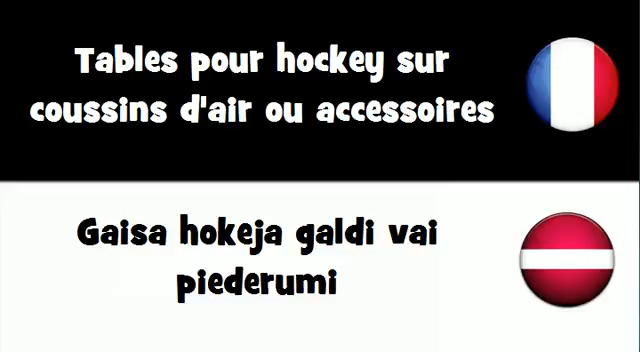 Tables pour hockey sur
coussins d'air ou accessoires
Gaisa hokeja galdi vai
piederumi